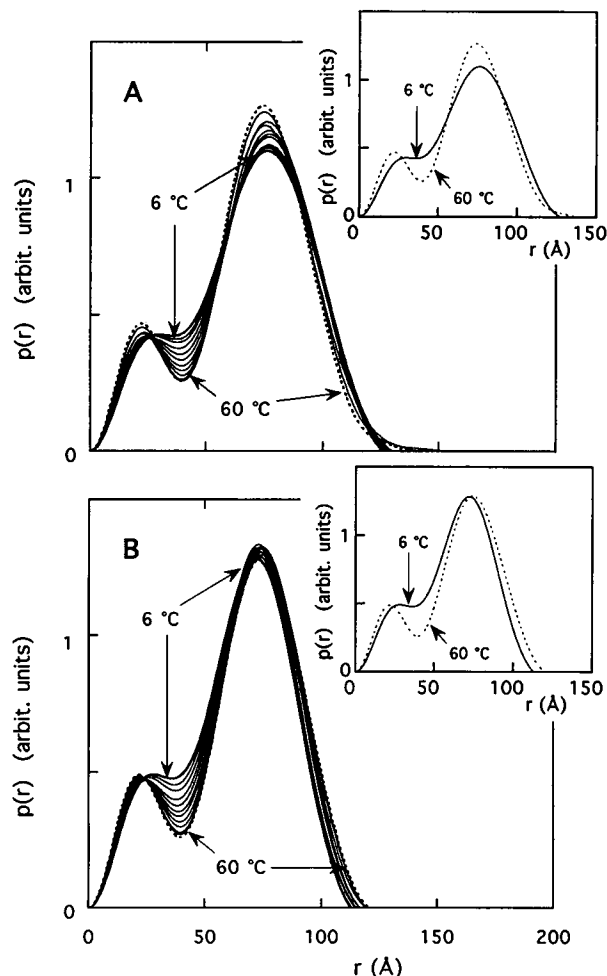 A
p(r) (arbit. units)
1
0
6 °C
60 °C
p(r) (arbit. units)
1
0
6 °C
60 °C
0 50 100 150
r (Å)
B
p(r) (arbit. units)
1
0
6 °C
60 °C
0 50 100 150 200
r (Å)
p(r) (arbit. units)
1
0
6 °C
60 °C
0 50 100 150
r (Å)